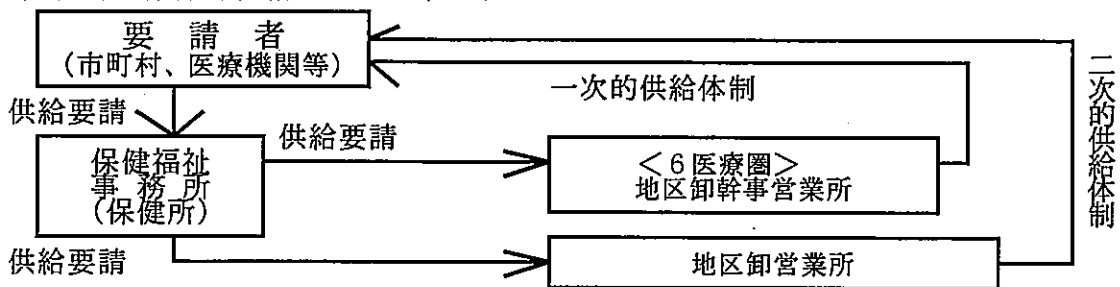 要請者
(市町村、医療機関等)
一次的供給体制
二次的供給体制
供給要請
供給要請
保健福祉
事務所
(保健所)
<6医療圏>
地区卸幹事営業所
供給要請
地区卸営業所